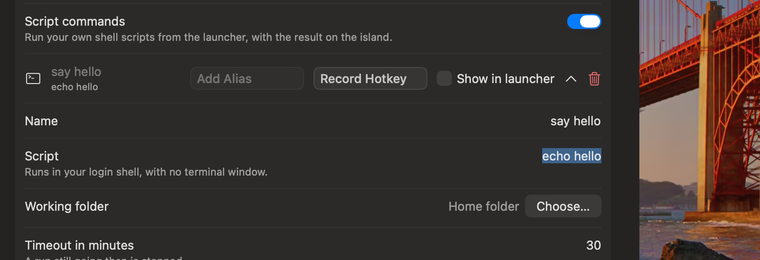 Script commands
Run your own shell scripts from the launcher, with the result on the island.
say hello
echo hello
Add Alias
Record Hotkey
Show in launcher
Name
say hello
Script
echo hello
Runs in your login shell, with no terminal window.
Working folder
Home folder
Choose...
Timeout in minutes
30